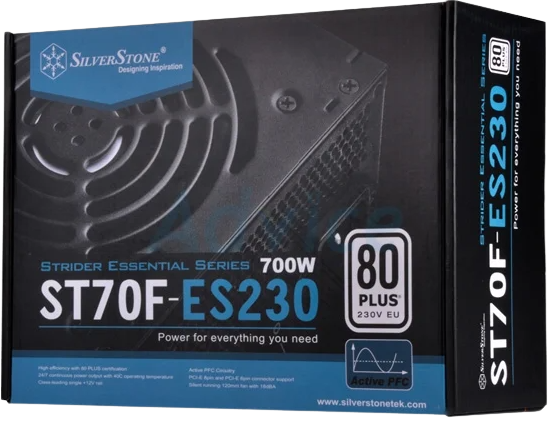 SILVERSTONE®
Designing Inspiration
STRIDER ESSENTIAL SERIES 700W
ST70F-ES230
Power for everything you need
80
PLUS®
230V EU
High efficiency with 80 PLUS certification
24/7 continuous power output with 40C operating temperature
Class-leading single +12V rail
Active PFC Circuitry
PCI-E 8pin and PCI-E 6pin connector support
Silent running 120mm fan with 18dBA
Active PFC
www.silverstonetek.com
STRIDER ESSENTIAL SERIES
ST70F-ES230
Power for everything you need
80
PLUS
SILVERSTONE
Advice